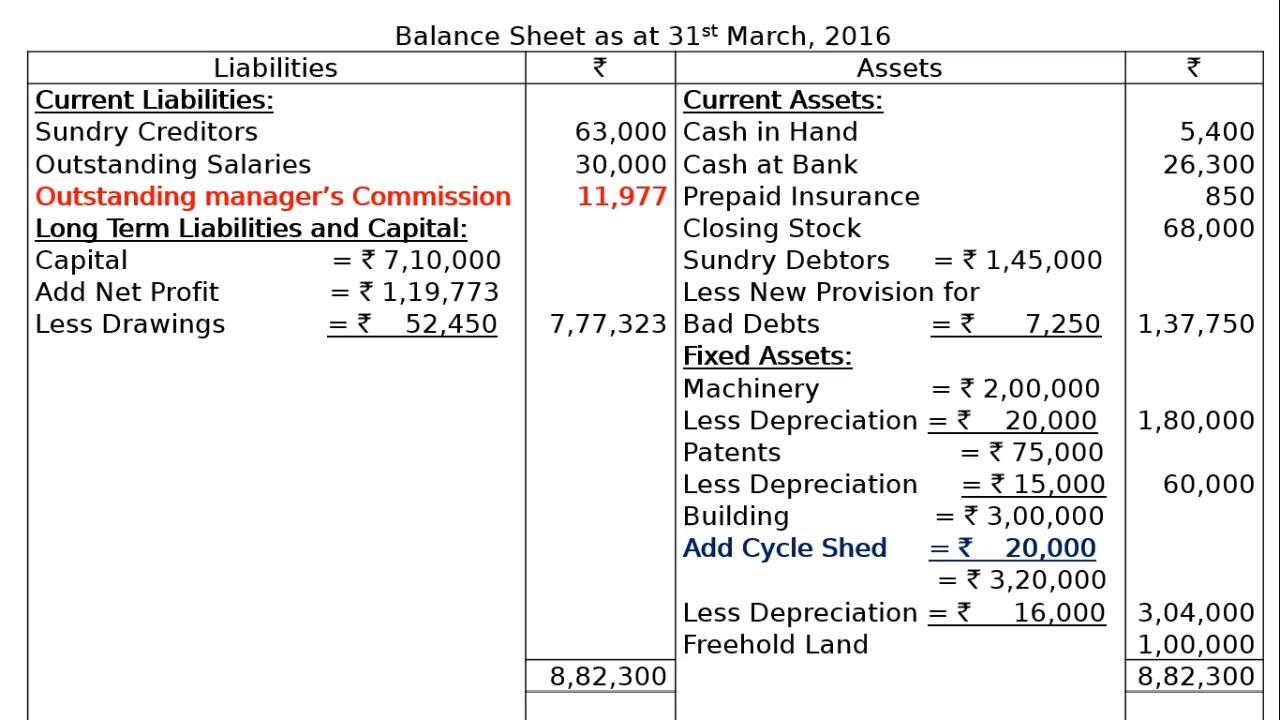 Balance Sheet as at 31st March, 2016
Liabilities ₹ Assets ₹
Current Liabilities: Current Assets:
Sundry Creditors 63,000 Cash in Hand 5,400
Outstanding Salaries 30,000 Cash at Bank 26,300
Outstanding manager’s Commission 11,977 Prepaid Insurance 850
Long Term Liabilities and Capital: Closing Stock 68,000
Capital = ₹ 7,10,000 Sundry Debtors = ₹ 1,45,000
Add Net Profit = ₹ 1,19,773 Less New Provision for
Less Drawings = ₹ 52,450 7,77,323 Bad Debts = ₹ 7,250 1,37,750
Fixed Assets:
Machinery = ₹ 2,00,000
Less Depreciation = ₹ 20,000 1,80,000
Patents = ₹ 75,000
Less Depreciation = ₹ 15,000 60,000
Building = ₹ 3,00,000
Add Cycle Shed = ₹ 20,000
= ₹ 3,20,000
Less Depreciation = ₹ 16,000 3,04,000
Freehold Land 1,00,000
8,82,300 8,82,300